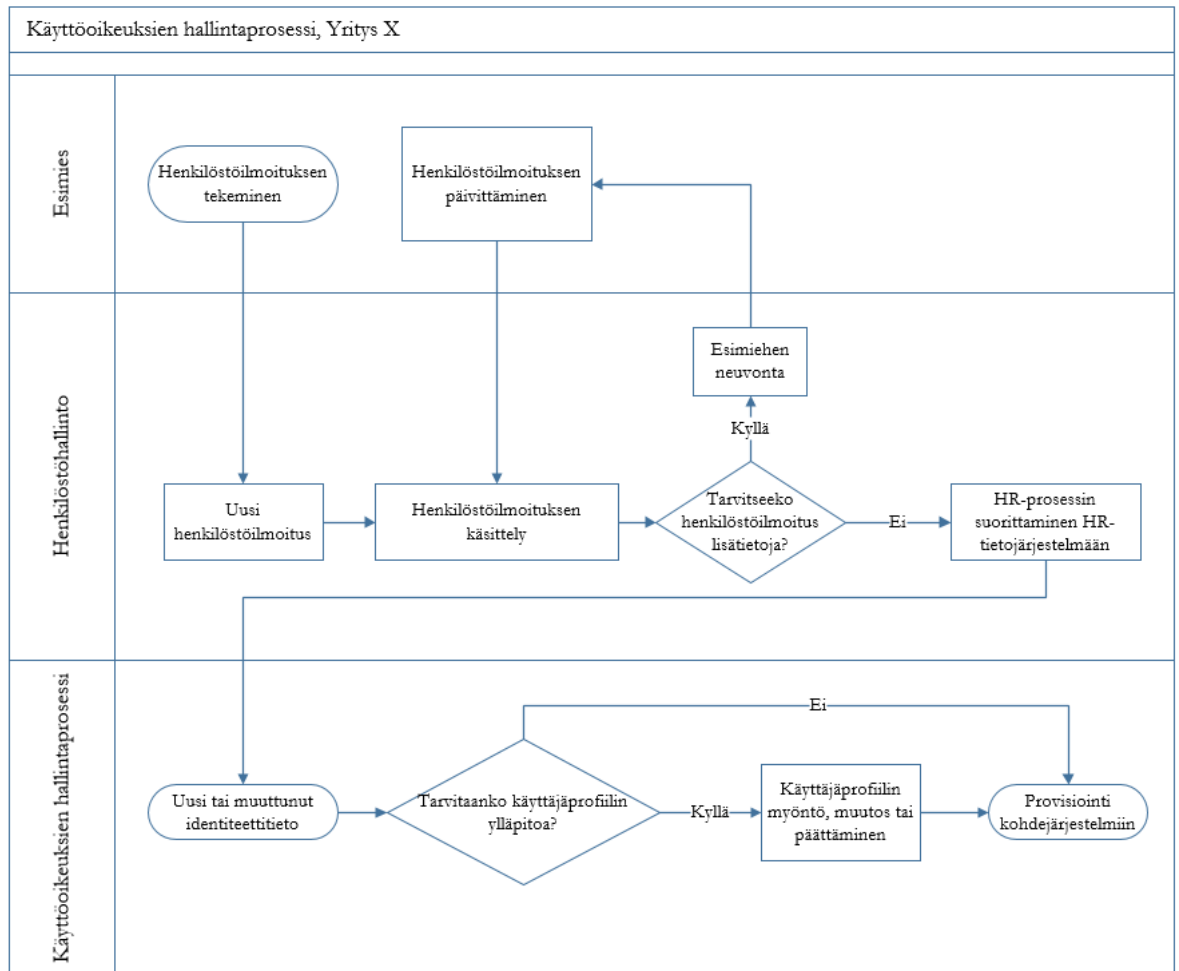 Käyttöoikeuksien hallintaprosessi, Yritys X
Esimies
Henkilöstöilmoituksen
tekeminen
Henkilöstöilmoituksen
päivittäminen
Henkilöstöhallinto
Esimiehen
neuvonta
Kyllä
Uusi
henkilöstöilmoitus
Henkilöstöilmoituksen
käsittely
Tarvitseeko
henkilöstöilmoitus
lisätietoja?
Ei
HR-prosessin
suorittaminen HR-
tietojärjestelmään
Käyttöoikeuksien hallintaprosessi
Ei
Uusi tai muuttunut
identiteettitieto
Tarvitaanko käyttäjäprofiilin
ylläpitoa?
Kyllä
Käyttäjäprofiilin
myöntö, muutos tai
päättäminen
Provisiointi
kohdejärjestelmiin